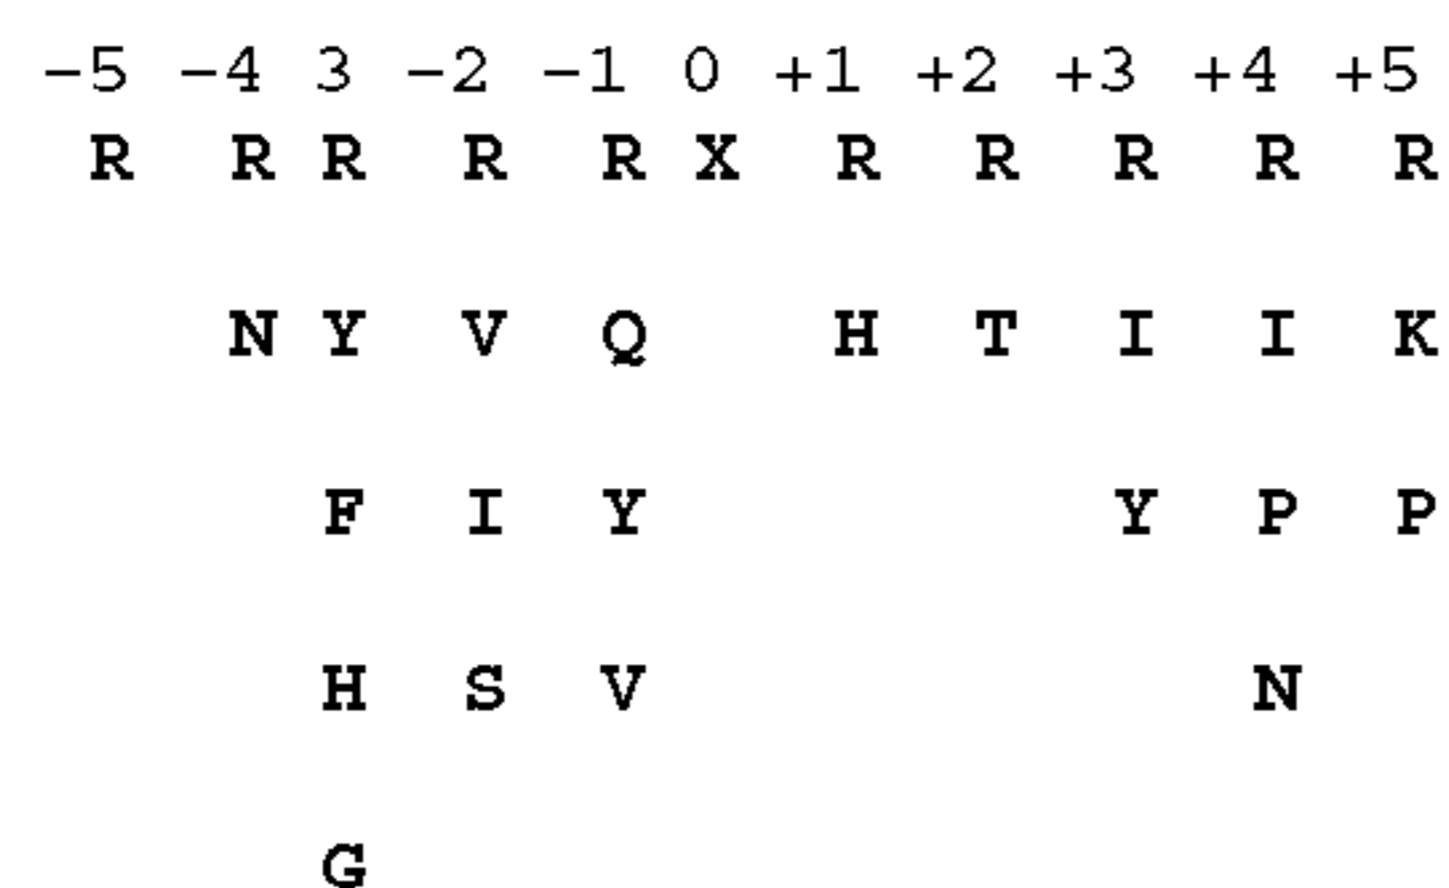 −5 −4 3 −2 −1 0 +1 +2 +3 +4 +5
R R R R R X R R R R R
N Y V Q H T I I K
F I Y Y P P
H S V N
G